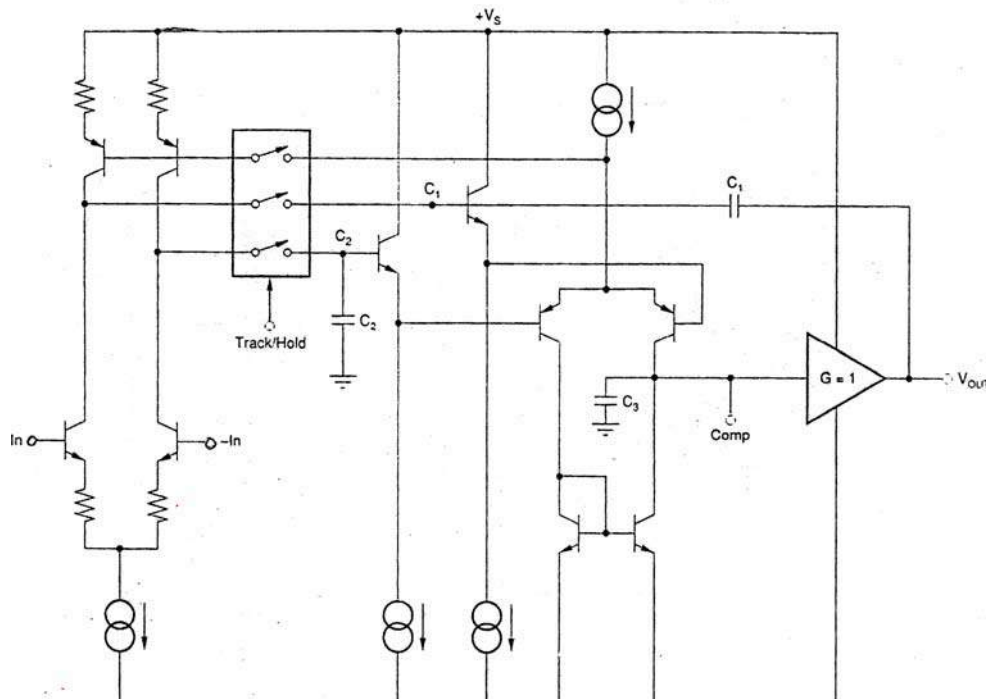 +VS
C1
C1
C2
C2
Track/Hold
C3
G = 1
VOUT
Comp
In
–In